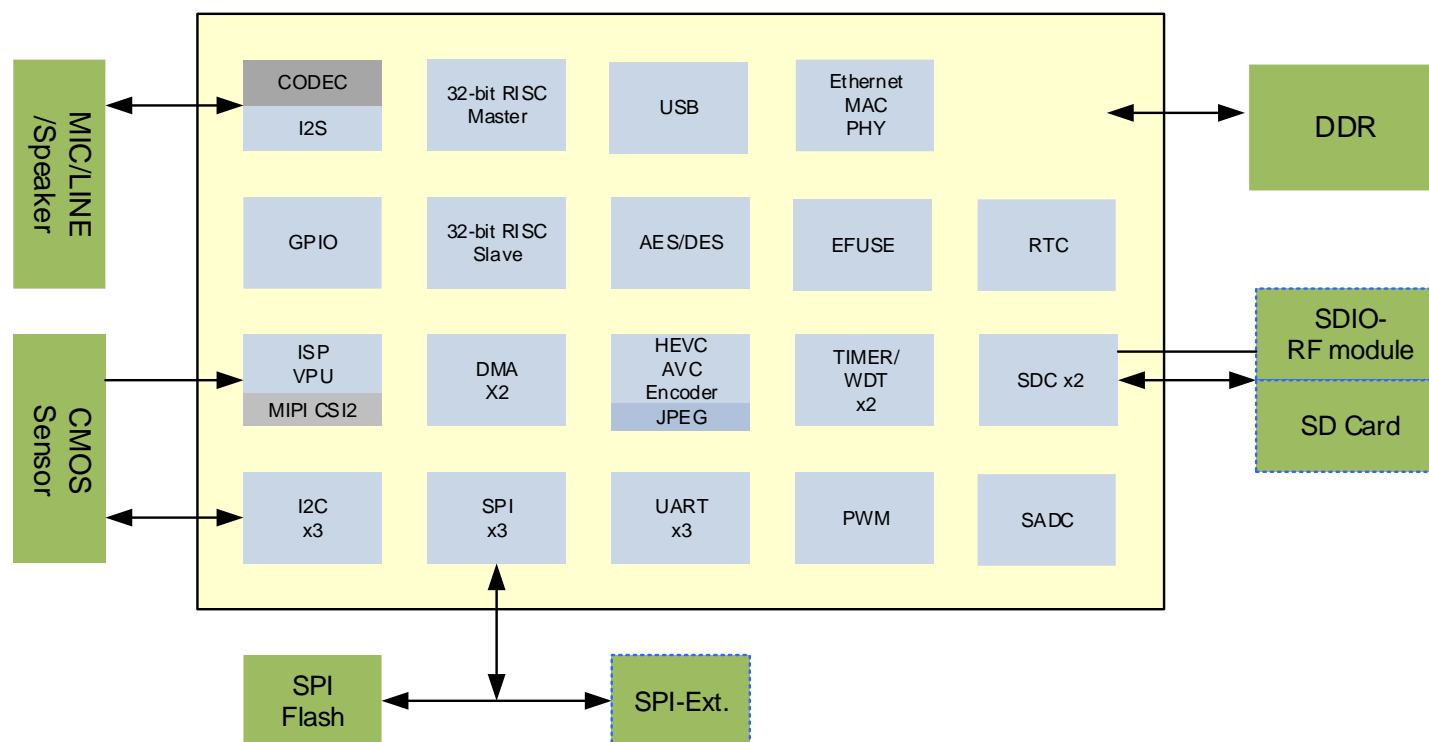 MIC/LINE
/Speaker
CODEC
I2S
32-bit RISC
Master
USB
Ethernet
MAC
PHY
DDR
GPIO
32-bit RISC
Slave
AES/DES
EFUSE
RTC
CMOS
Sensor
ISP
VPU
MIPI CSI2
DMA
X2
HEVC
AVC
Encoder
JPEG
TIMER/
WDT
x2
SDC x2
SDIO-
RF module
SD Card
I2C
x3
SPI
x3
UART
x3
PWM
SADC
SPI
Flash
SPI-Ext.